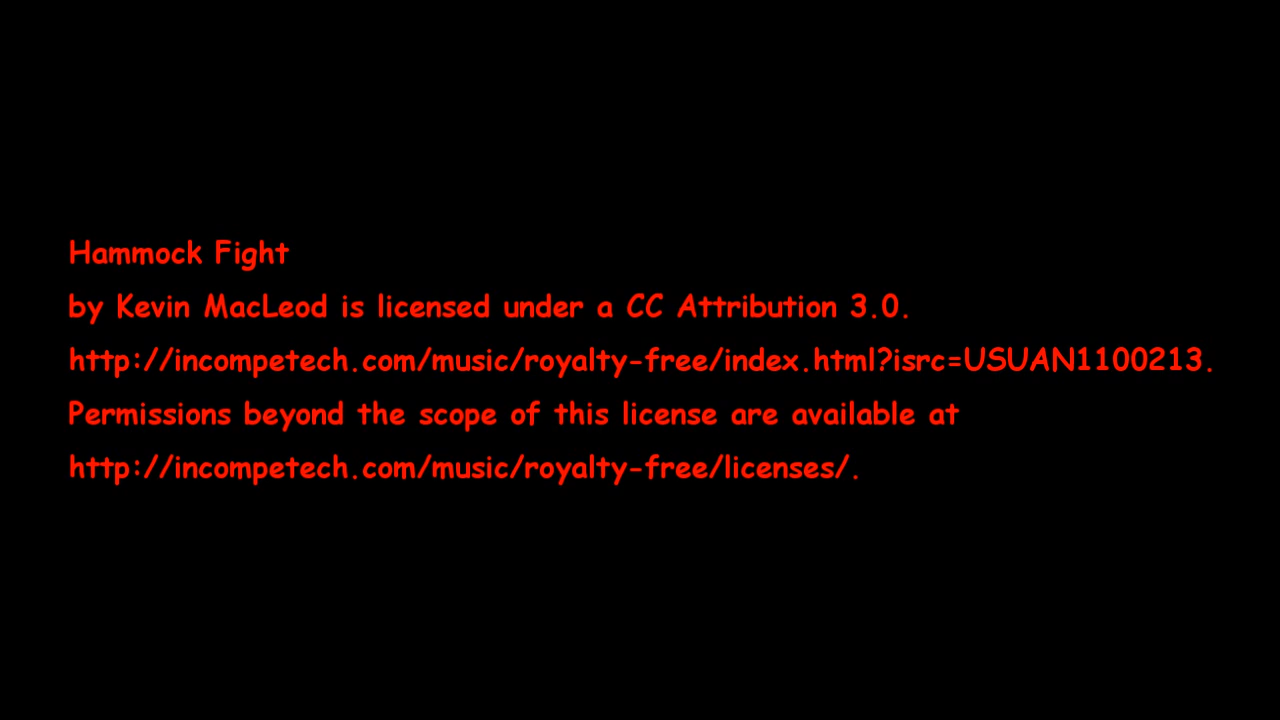 Hammock Fight
by Kevin MacLeod is licensed under a CC Attribution 3.0.
http://incompetech.com/music/royalty-free/index.html?isrc=USUAN1100213.
Permissions beyond the scope of this license are available at
http://incompetech.com/music/royalty-free/licenses/.